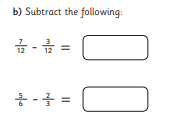 b) Subtract the following:
7/12 - 3/12 =
5/6 - 2/3 =